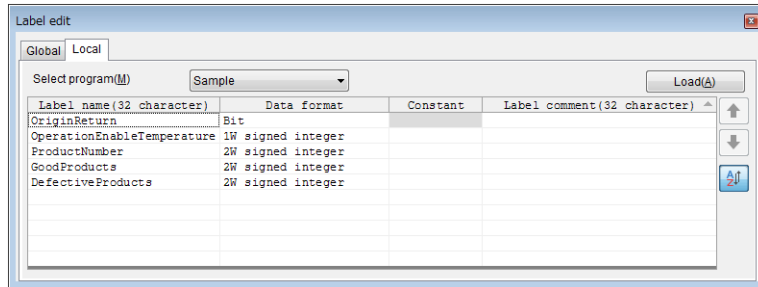 Label edit
Global Local
Select program(M) Sample Load(A)
Label name(32 character) Data format Constant Label comment(32 character)
OriginReturn Bit
OperationEnableTemperature 1W signed integer
ProductNumber 2W signed integer
GoodProducts 2W signed integer
DefectiveProducts 2W signed integer
AZ